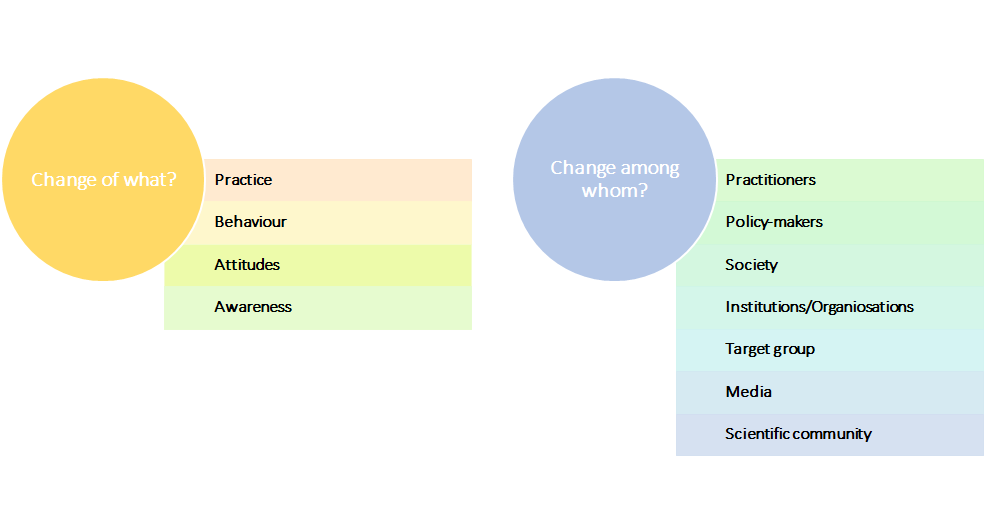 Change of what?
Practice
Behaviour
Attitudes
Awareness
Change among
whom?
Practitioners
Policy-makers
Society
Institutions/Organiosations
Target group
Media
Scientific community